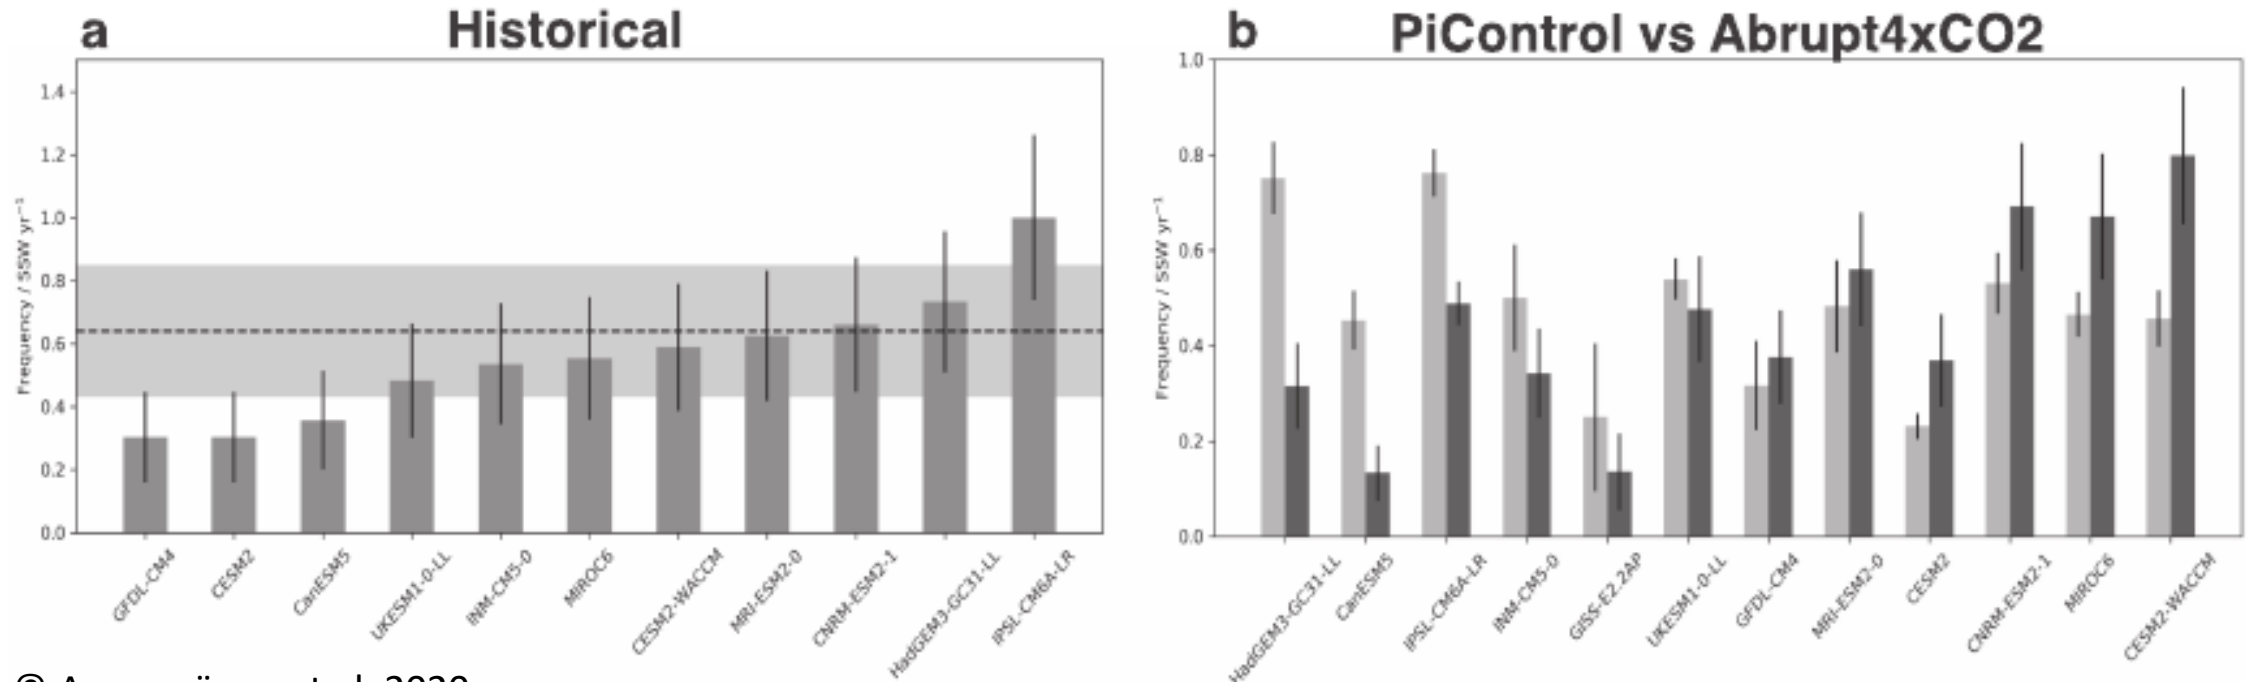 a Historical
1.4
1.2
1.0
0.8
0.6
0.4
0.2
0.0
Frequency / SSW yr⁻¹
GFDL-CM4
CESM2
CanESM5
UKESM1-0-LL
INM-CM5-0
MIROC6
CESM2-WACCM
MRI-ESM2-0
CNRM-ESM2-1
HadGEM3-GC31-LL
IPSL-CM6A-LR
b PiControl vs Abrupt4xCO2
1.0
0.8
0.6
0.4
0.2
0.0
Frequency / SSW yr⁻¹
HadGEM3-GC31-LL
CanESM5
IPSL-CM6A-LR
INM-CM5-0
GISS-E2.2AP
UKESM1-0-LL
GFDL-CM4
MRI-ESM2-0
CESM2
CNRM-ESM2-1
MIROC6
CESM2-WACCM
©